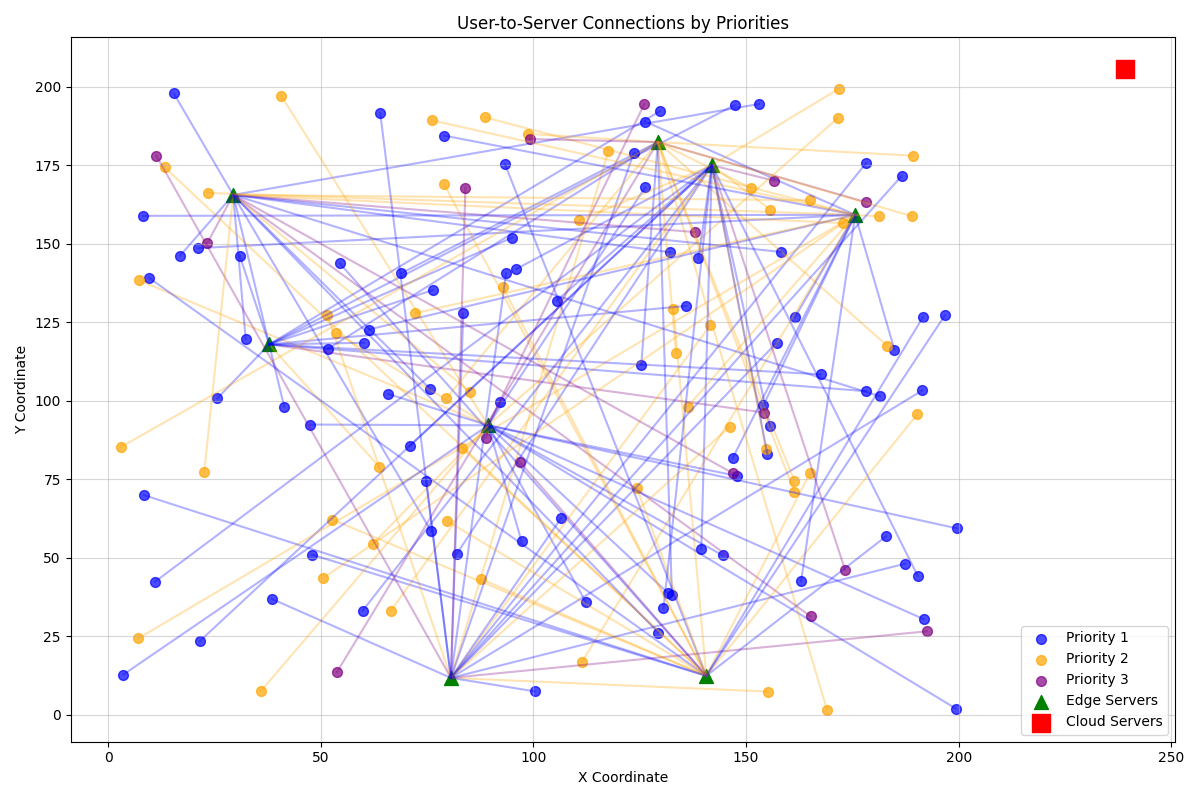 User-to-Server Connections by Priorities
Y Coordinate
200
175
150
125
100
75
50
25
0
0
50
100
150
200
250
X Coordinate
Priority 1
Priority 2
Priority 3
Edge Servers
Cloud Servers